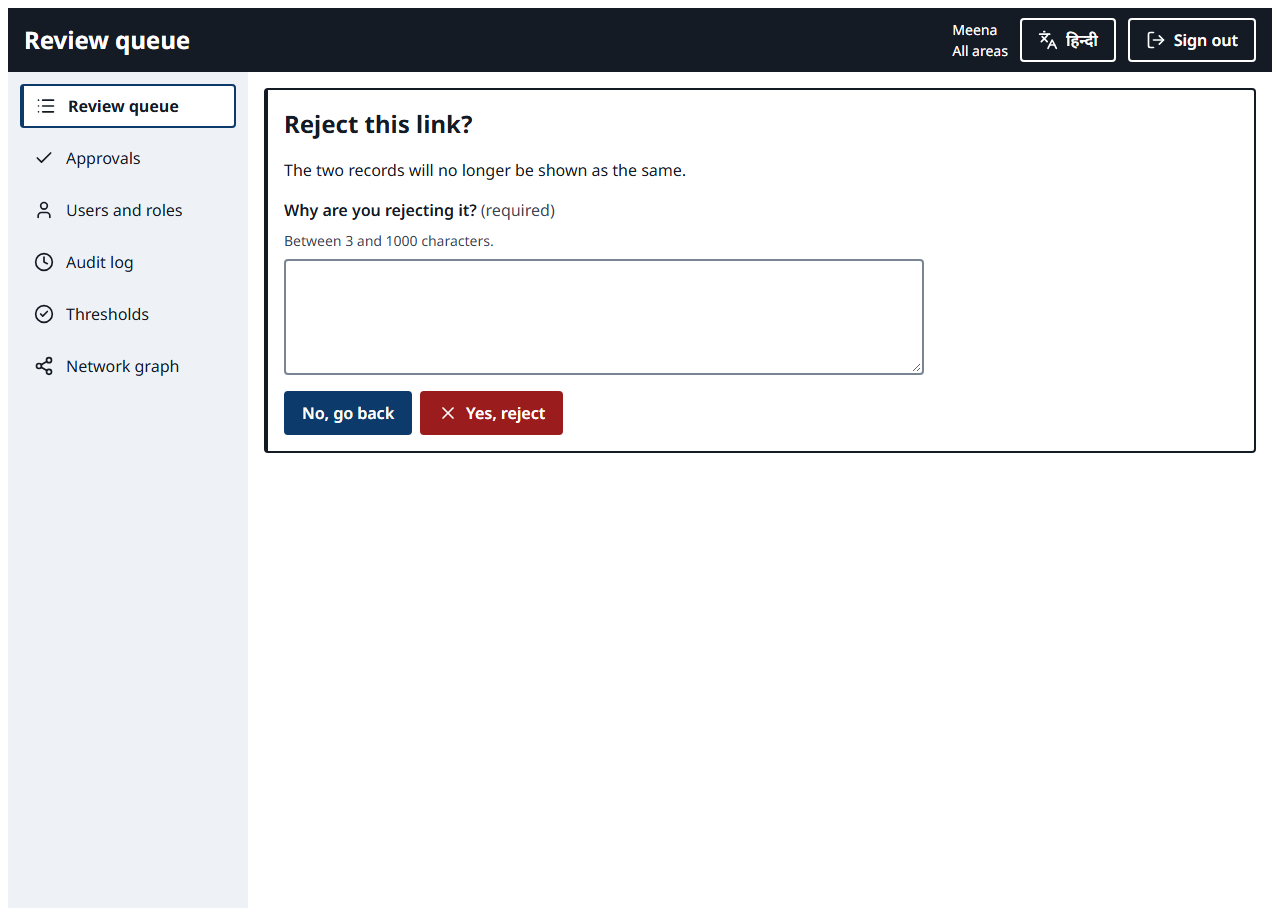 Review queue
Meena
All areas
हिन्दी
Sign out
Review queue
Approvals
Users and roles
Audit log
Thresholds
Network graph
Reject this link?
The two records will no longer be shown as the same.
Why are you rejecting it? (required)
Between 3 and 1000 characters.
No, go back
Yes, reject